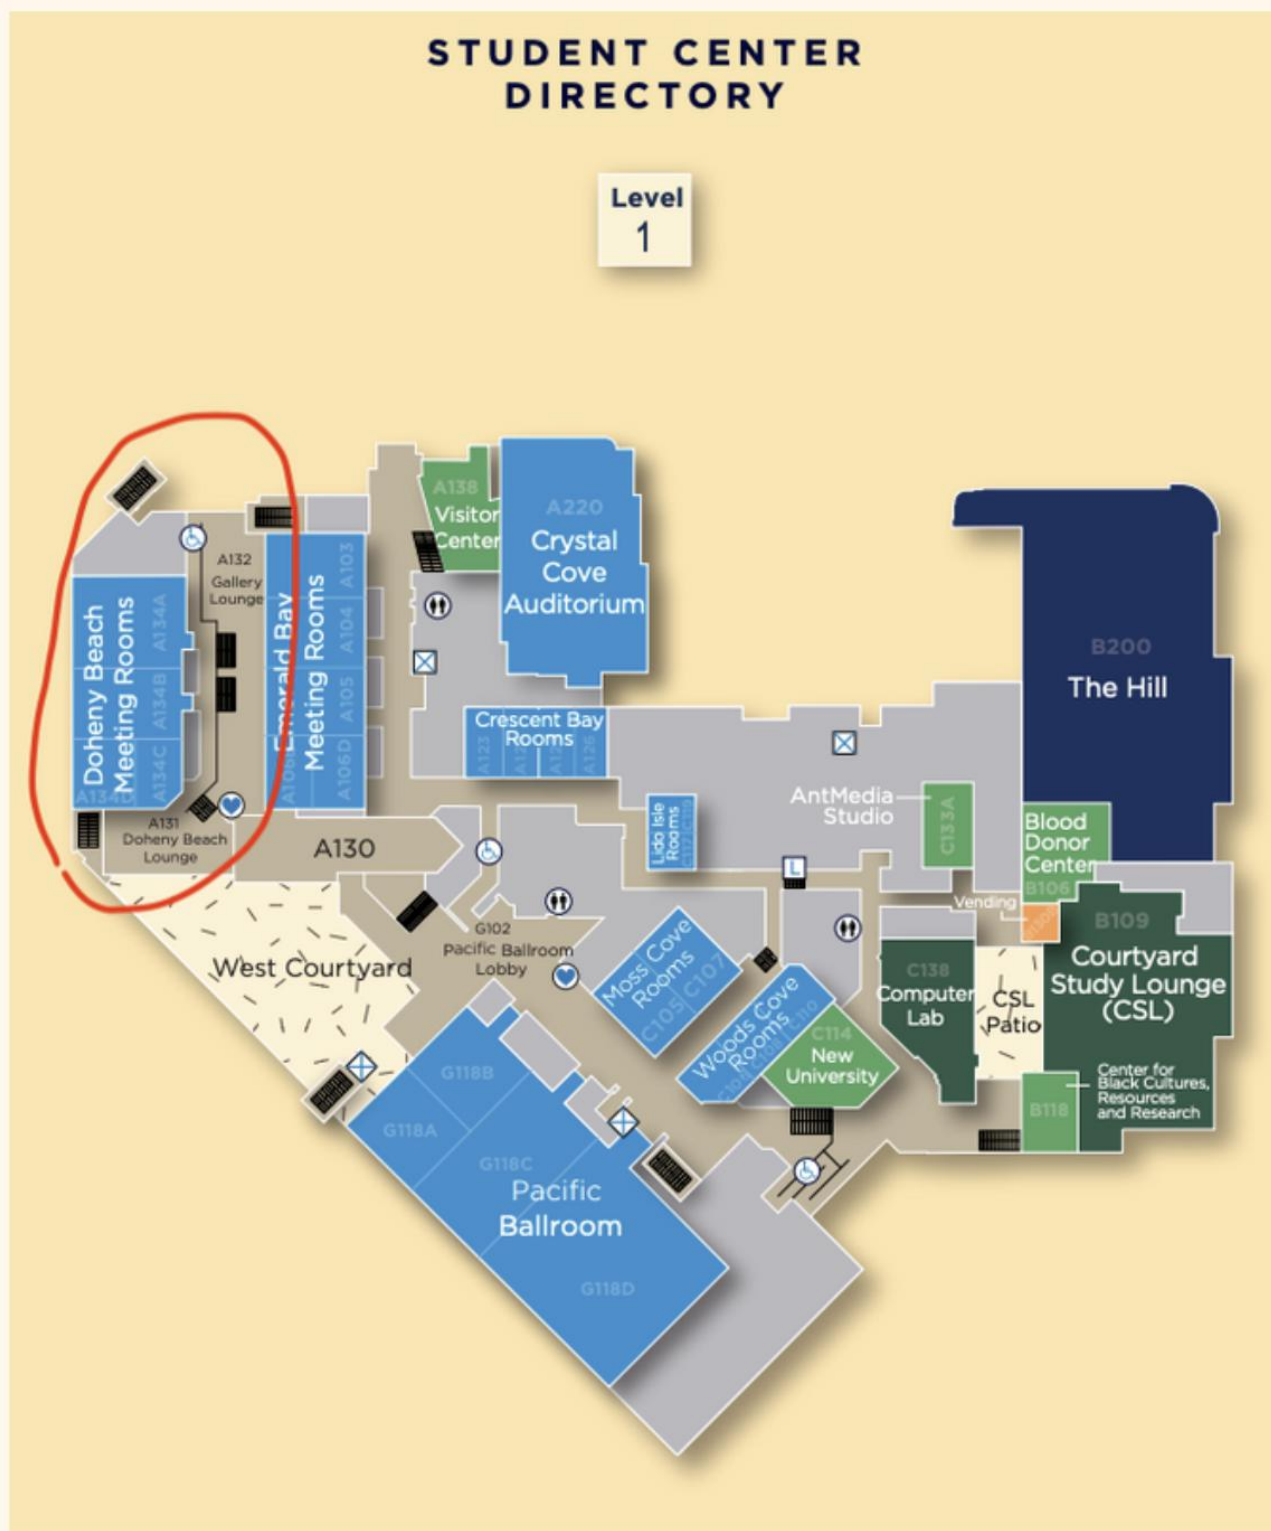 STUDENT CENTER
DIRECTORY
Level
1
A138
Visitor
Center
A220
Crystal
Cove
Auditorium
A132
Gallery
Lounge
Doheny Beach
Meeting Rooms
A134A
A134B
A134C
A134D
Emerald Bay
Meeting Rooms
A103
A104
A105
A106D
A131
Doheny Beach
Lounge
A130
Crescent Bay
Rooms
A123
B200
The Hill
Lido Isle
Rooms
AntMedia
Studio
C133A
Blood
Donor
Center
B106
Vending
L
G102
Pacific Ballroom
Lobby
West Courtyard
Moss Cove
Rooms
C105
C107
Woods Cove
Rooms
C114
New
University
C138
Computer
Lab
CSL
Patio
B109
Courtyard
Study Lounge
(CSL)
Center for
Black Cultures,
Resources
and Research
B118
G118B
G118A
G118C
Pacific
Ballroom
G118D